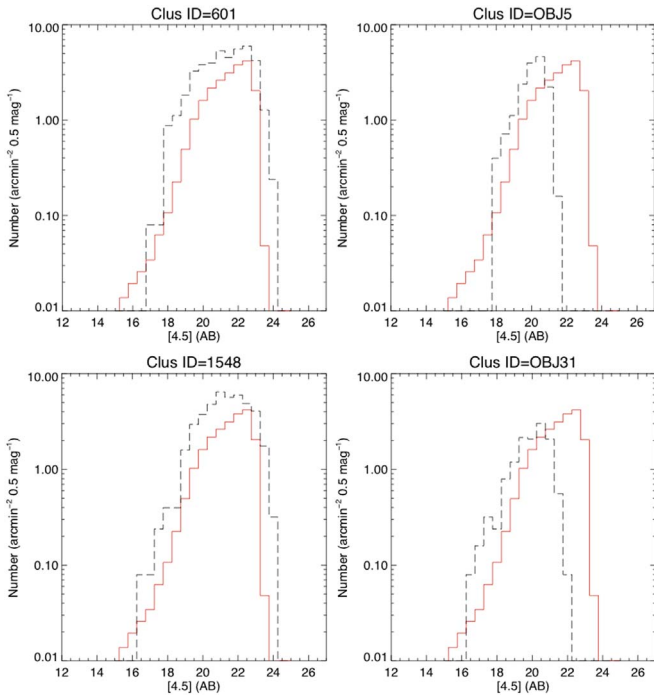 Clus ID=601
10.00
1.00
0.10
0.01
Number (arcmin⁻² 0.5 mag⁻¹)
12 14 16 18 20 22 24 26
[4.5] (AB)
Clus ID=OBJ5
10.00
1.00
0.10
0.01
Number (arcmin⁻² 0.5 mag⁻¹)
12 14 16 18 20 22 24 26
[4.5] (AB)
Clus ID=1548
10.00
1.00
0.10
0.01
Number (arcmin⁻² 0.5 mag⁻¹)
12 14 16 18 20 22 24 26
[4.5] (AB)
Clus ID=OBJ31
10.00
1.00
0.10
0.01
Number (arcmin⁻² 0.5 mag⁻¹)
12 14 16 18 20 22 24 26
[4.5] (AB)